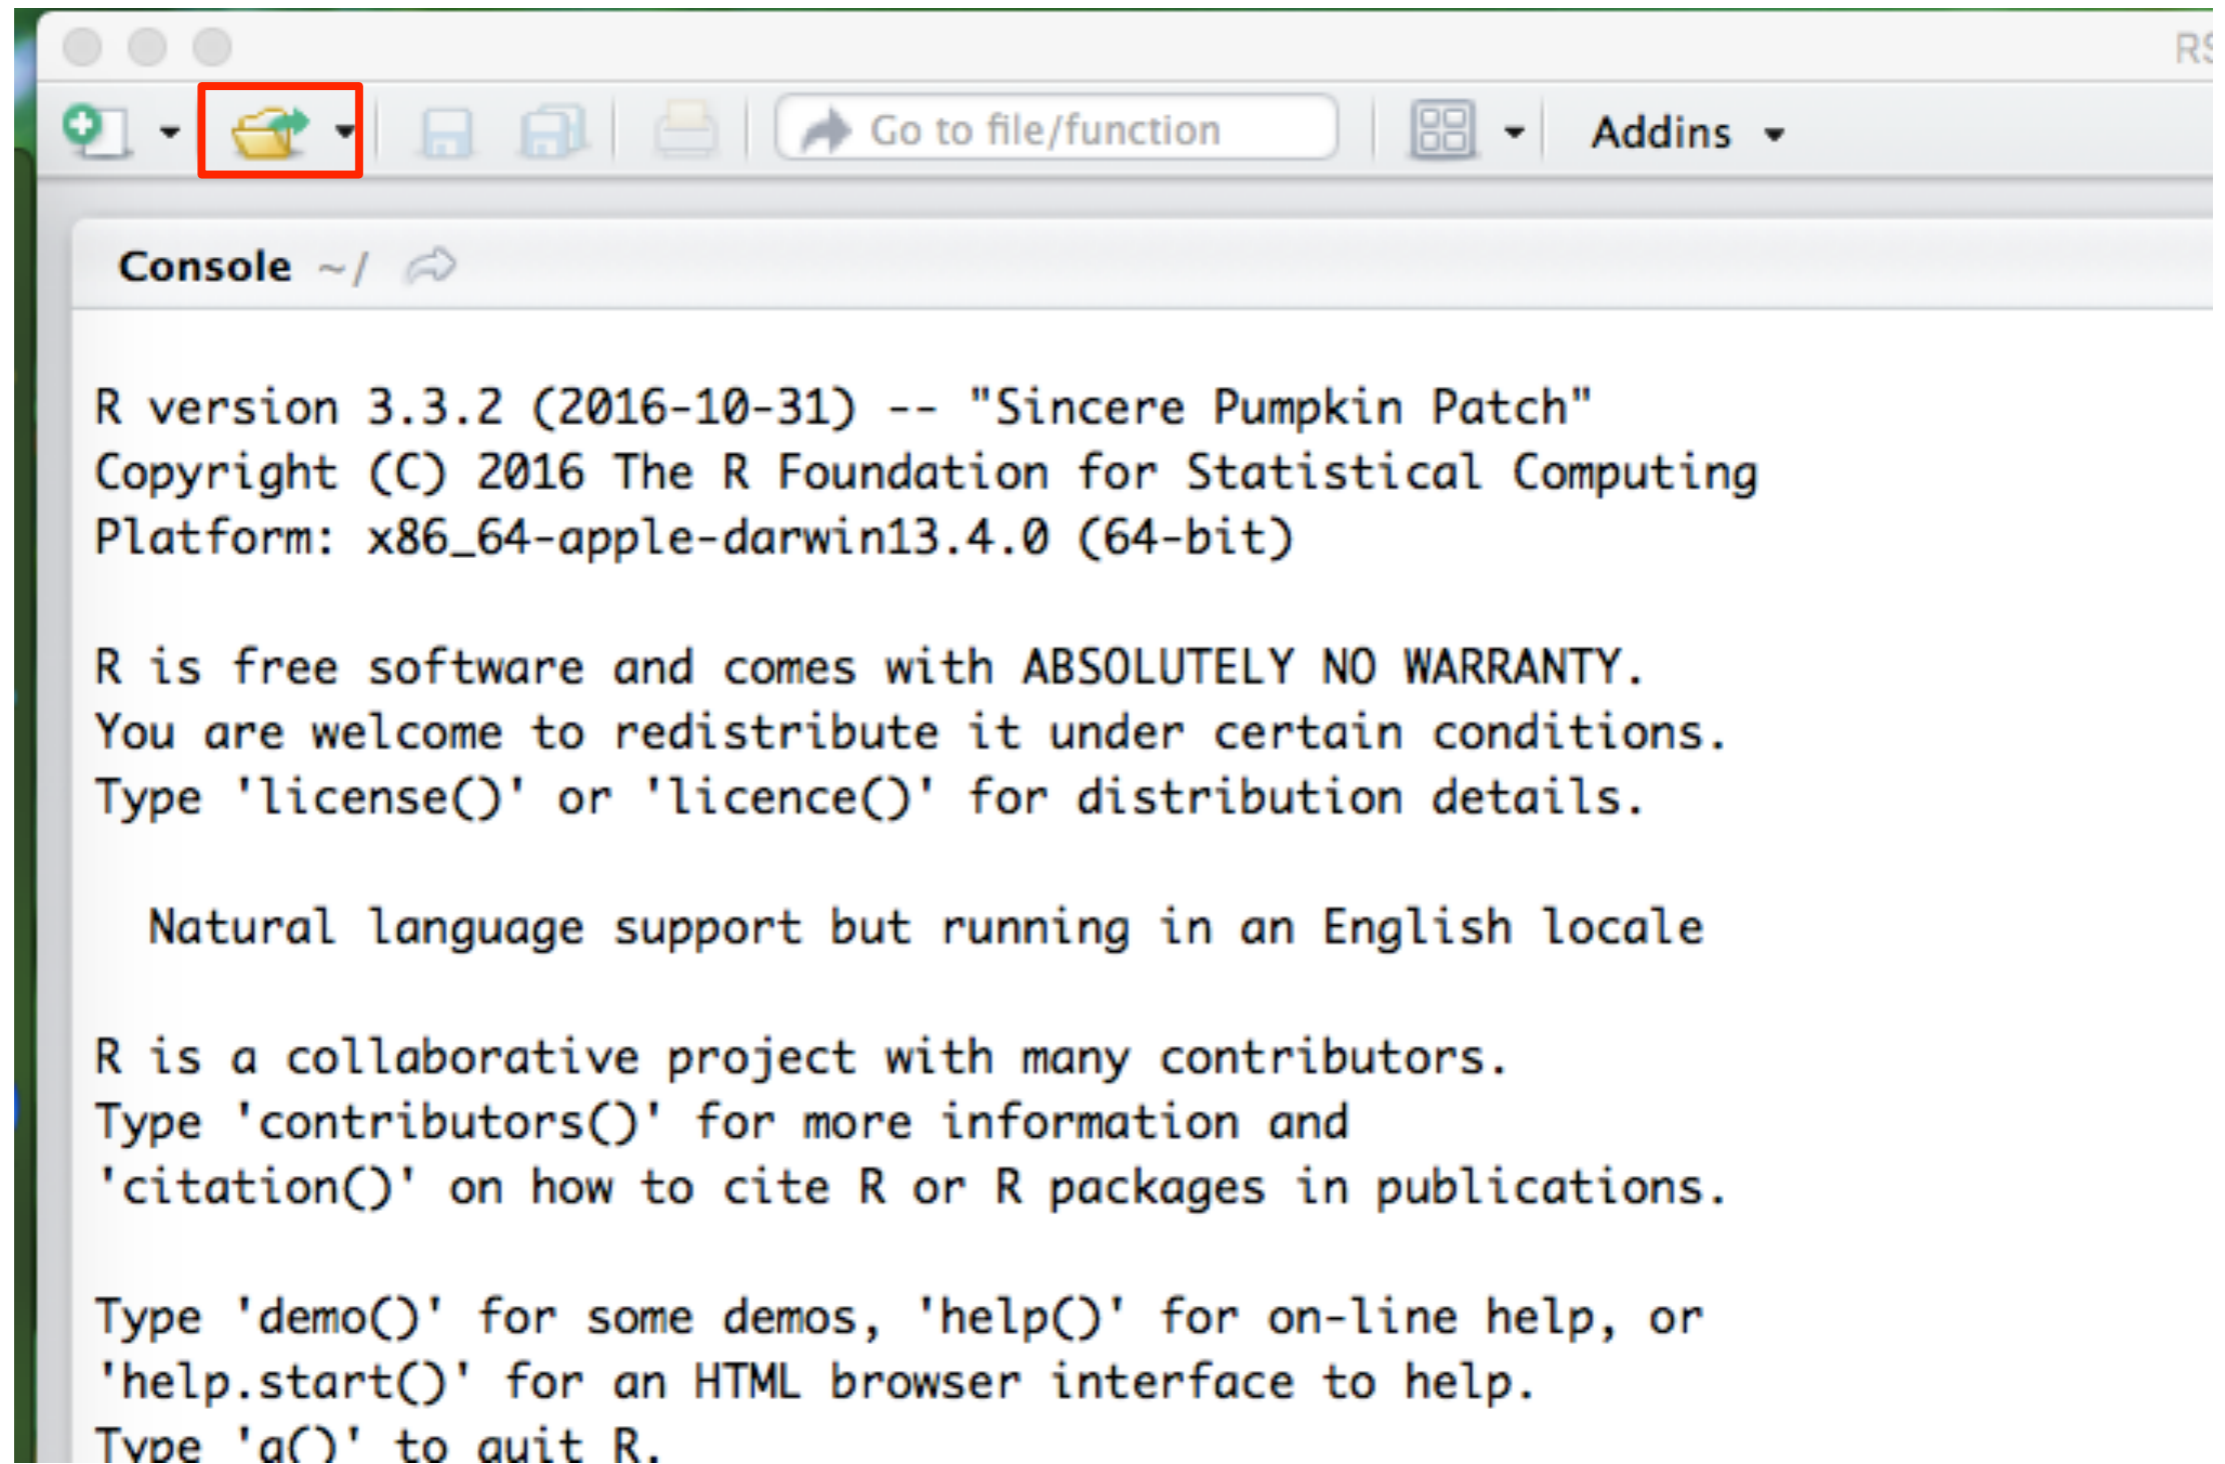 RS
Go to file/function
Addins
Console ~/
R version 3.3.2 (2016-10-31) -- "Sincere Pumpkin Patch"
Copyright (C) 2016 The R Foundation for Statistical Computing
Platform: x86_64-apple-darwin13.4.0 (64-bit)
R is free software and comes with ABSOLUTELY NO WARRANTY.
You are welcome to redistribute it under certain conditions.
Type 'license()' or 'licence()' for distribution details.
Natural language support but running in an English locale
R is a collaborative project with many contributors.
Type 'contributors()' for more information and
'citation()' on how to cite R or R packages in publications.
Type 'demo()' for some demos, 'help()' for on-line help, or
'help.start()' for an HTML browser interface to help.
Type 'q()' to quit R.